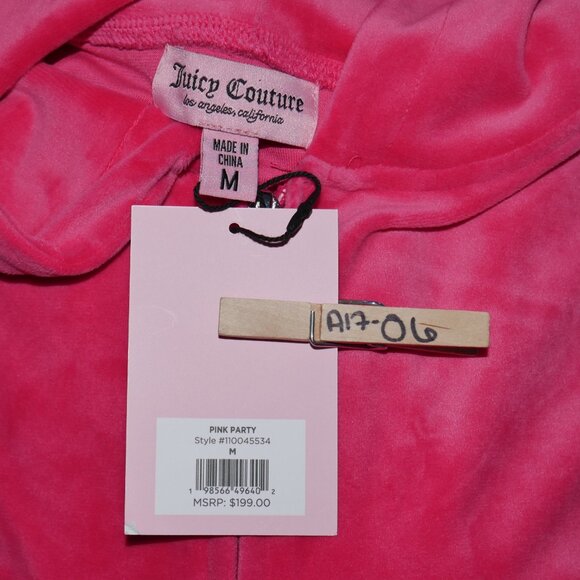 Juicy Couture
los angeles, california
MADE IN
CHINA
M
A17-06
PINK PARTY
Style #110045534
M
1 98566 49640 2
MSRP: $199.00